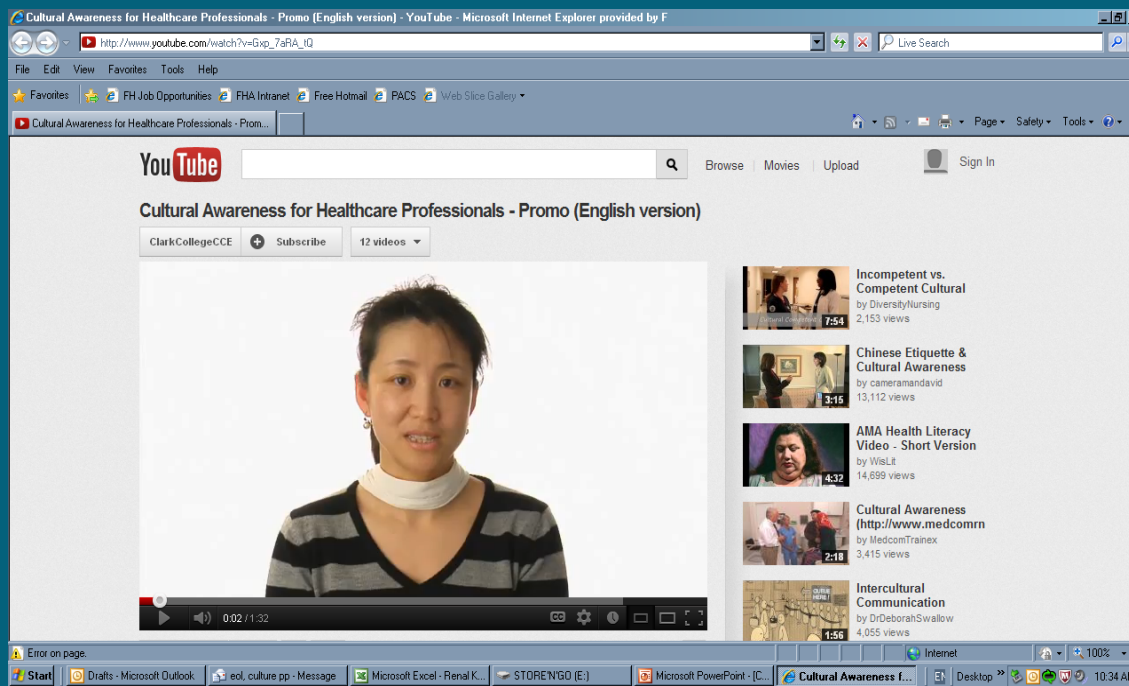 Cultural Awareness for Healthcare Professionals - Promo (English version) - YouTube - Microsoft Internet Explorer provided by F
http://www.youtube.com/watch?v=Gxp_7aRA_tQ
Live Search
File Edit View Favorites Tools Help
Favorites FH Job Opportunities FHA Intranet Free Hotmail PACS Web Slice Gallery
Cultural Awareness for Healthcare Professionals - Prom...
Page Safety Tools
YouTube
Browse Movies Upload Sign In
Cultural Awareness for Healthcare Professionals - Promo (English version)
ClarkCollegeCCE Subscribe 12 videos
Incompetent vs.
Competent Cultural
by DiversityNursing
2,153 views
7:54
Chinese Etiquette &
Cultural Awareness
by cameramandavid
13,112 views
3:15
AMA Health Literacy
Video - Short Version
by WisLit
14,699 views
4:32
Cultural Awareness
(http://www.medcomrn
by MedcomTrainex
3,415 views
2:18
Intercultural
Communication
by DrDeborahSwallow
4,055 views
1:56
0:02 / 1:32
CC
Error on page. Internet 100%
Start Drafts - Microsoft Outlook eol, culture pp - Message Microsoft Excel - Renal K... STORE'N'GO (E:) Microsoft PowerPoint - [C... Cultural Awareness f... EN Desktop » 10:34 AM